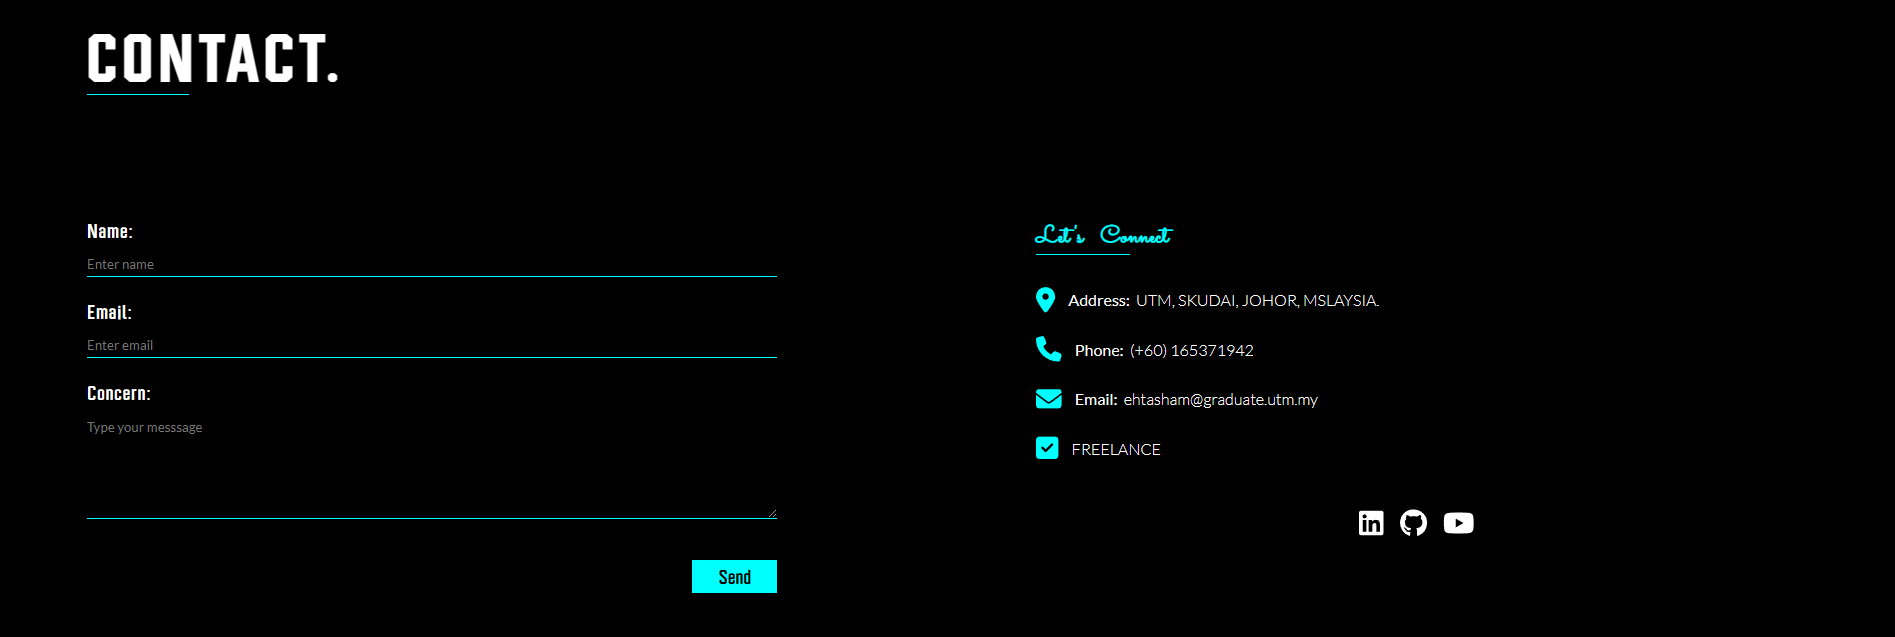 CONTACT.
Name:
Enter name
Email:
Enter email
Concern:
Type your messsage
Send
Let's Connect
Address: UTM, SKUDAI, JOHOR, MSLAYSIA.
Phone: (+60) 165371942
Email: ehtasham@graduate.utm.my
FREELANCE
in